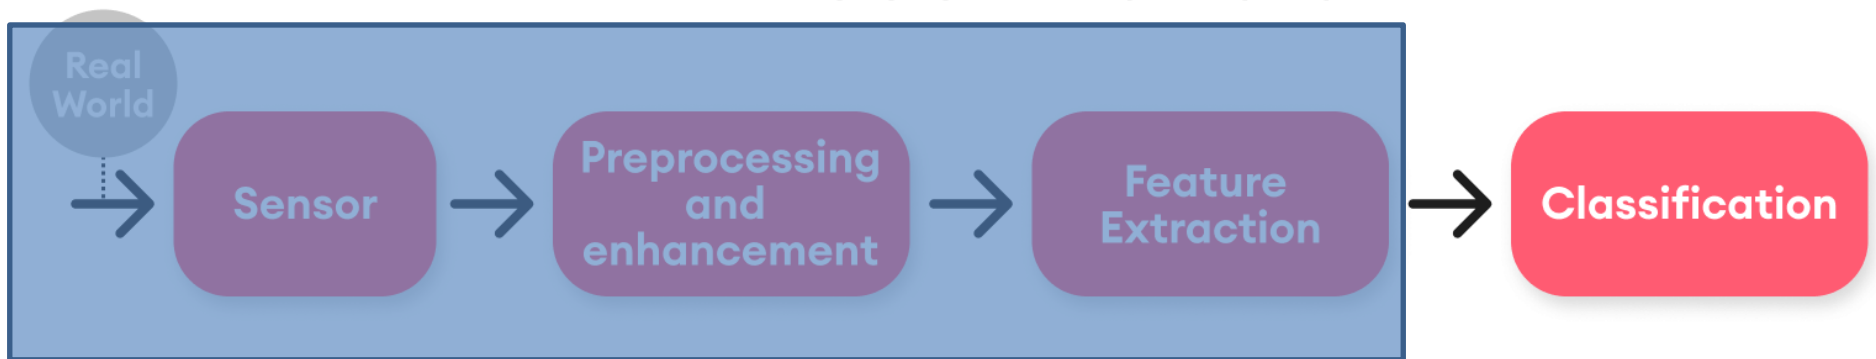 Real
World
Sensor
Preprocessing
and
enhancement
Feature
Extraction
Classification